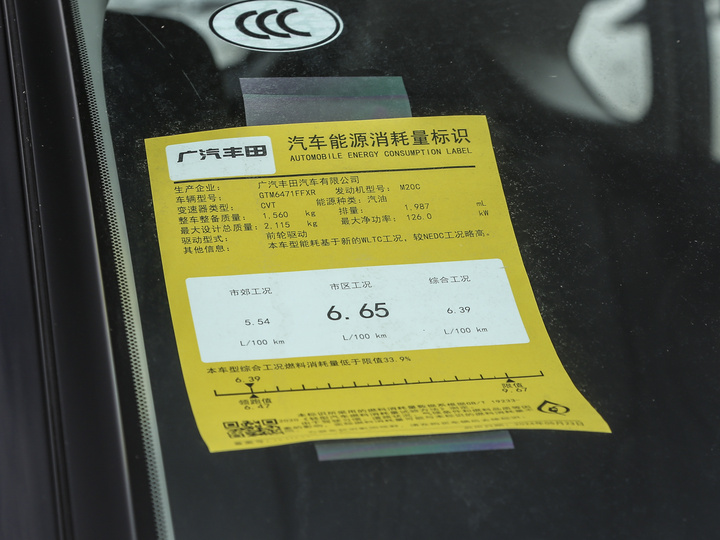 CCC
广汽丰田
汽车能源消耗量标识
AUTOMOBILE ENERGY CONSUMPTION LABEL
生产企业: 广汽丰田汽车有限公司
车辆型号: GTM6471FFXR 发动机型号: M20C
变速器类型: CVT 能源种类: 汽油
整车整备质量: 1,560 kg 排量: 1,987 mL
最大设计总质量: 2,115 kg 最大净功率: 126.0 kW
驱动型式: 前轮驱动
其他信息: 本车型能耗基于新的WLTC工况,较NEDC工况略高。
市郊工况 市区工况 综合工况
5.54 6.65 6.39
L/100 km L/100 km L/100 km
本车型综合工况燃料消耗量低于限值33.9%
6.39
领跑值 限值
6.47 9.67